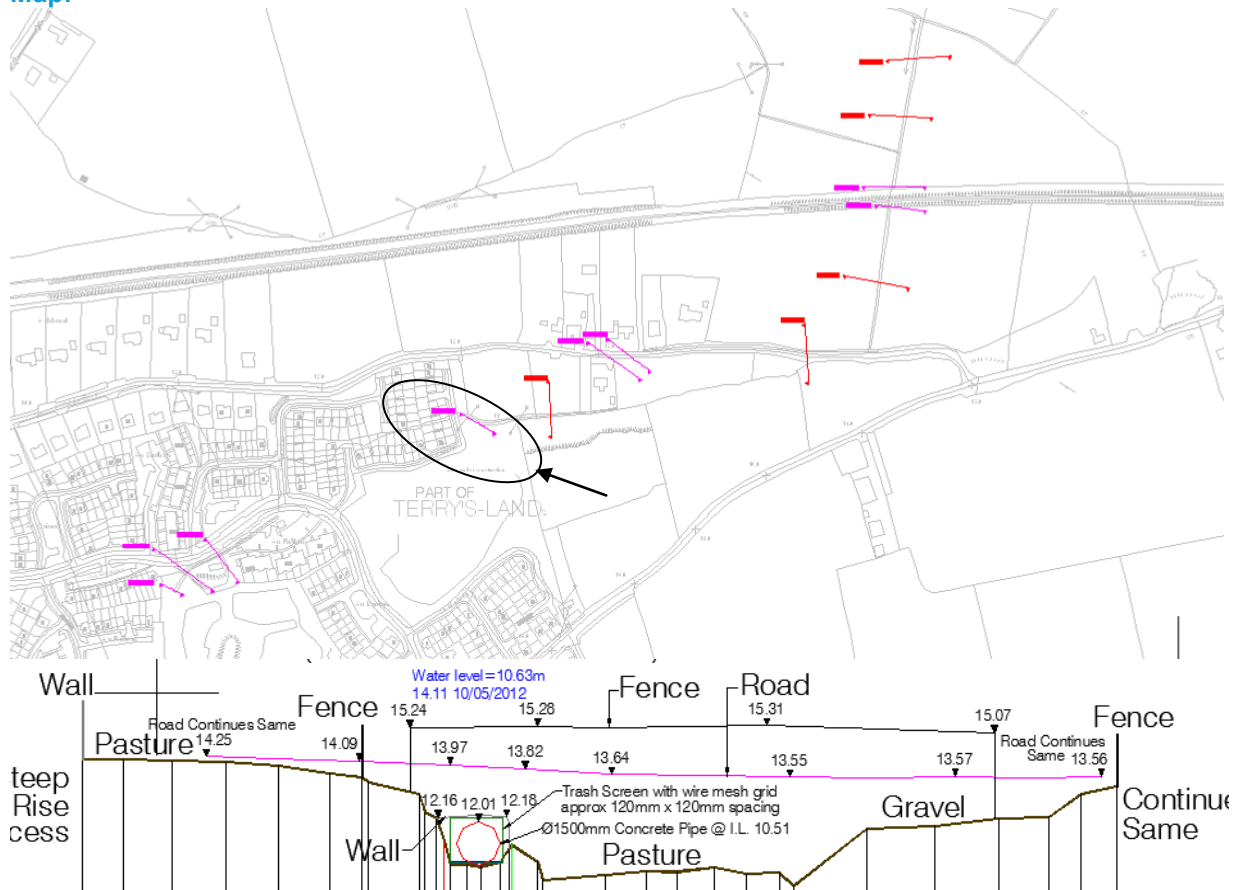 Map:
PART OF
TERRY'S-LAND
Water level=10.63m
14.11 10/05/2012
Wall
Fence
Fence
Road
Fence
15.24
15.28
15.31
15.07
Road Continues Same
Road Continues
Same
Pasture
14.25
14.09
13.97
13.82
13.64
13.55
13.57
13.56
teep
Rise
cess
12.16
12.01
12.18
Trash Screen with wire mesh grid
approx 120mm x 120mm spacing
Ø1500mm Concrete Pipe @ I.L. 10.51
Wall
Pasture
Gravel
Continue
Same